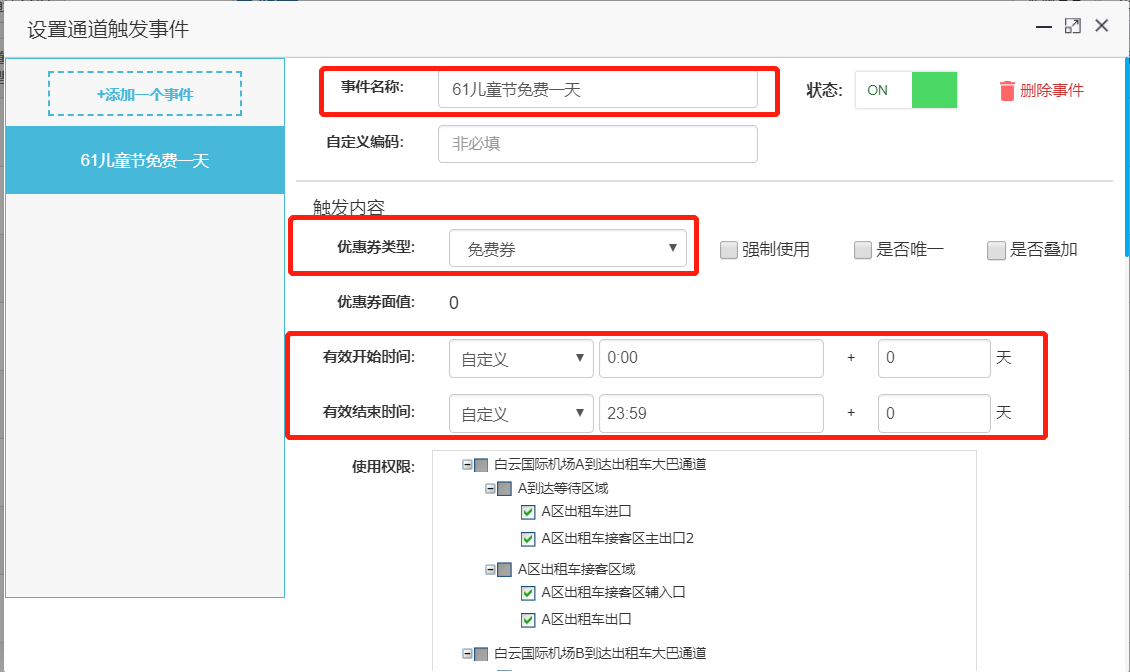 设置通道触发事件
+添加一个事件
61儿童节免费一天
事件名称: 61儿童节免费一天 状态: ON 删除事件
自定义编码: 非必填
触发内容
优惠券类型: 免费券 强制使用 是否唯一 是否叠加
优惠券面值: 0
有效开始时间: 自定义 0:00 + 0 天
有效结束时间: 自定义 23:59 + 0 天
使用权限:
白云国际机场A到达出租车大巴通道
A到达等待区域
A区出租车进口
A区出租车接客区主出口2
A区出租车接客区域
A区出租车接客区辅入口
A区出租车出口
白云国际机场B到达出租车大巴通道